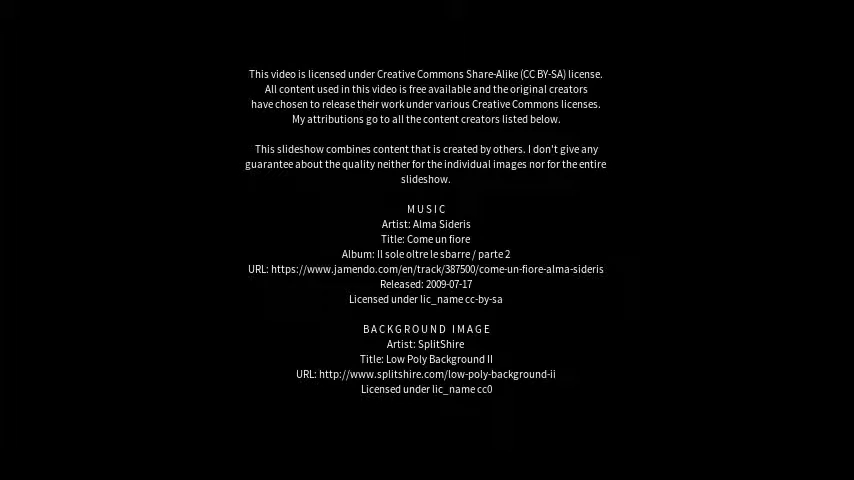 This video is licensed under Creative Commons Share-Alike (CC BY-SA) license.
All content used in this video is free available and the original creators
have chosen to release their work under various Creative Commons licenses.
My attributions go to all the content creators listed below.
This slideshow combines content that is created by others. I don't give any
guarantee about the quality neither for the individual images nor for the entire
slideshow.
MUSIC
Artist: Alma Sideris
Title: Come un fiore
Album: Il sole oltre le sbarre / parte 2
URL: https://www.jamendo.com/en/track/387500/come-un-fiore-alma-sideris
Released: 2009-07-17
Licensed under lic_name cc-by-sa
BACKGROUND IMAGE
Artist: SplitShire
Title: Low Poly Background II
URL: http://www.splitshire.com/low-poly-background-ii
Licensed under lic_name cc0